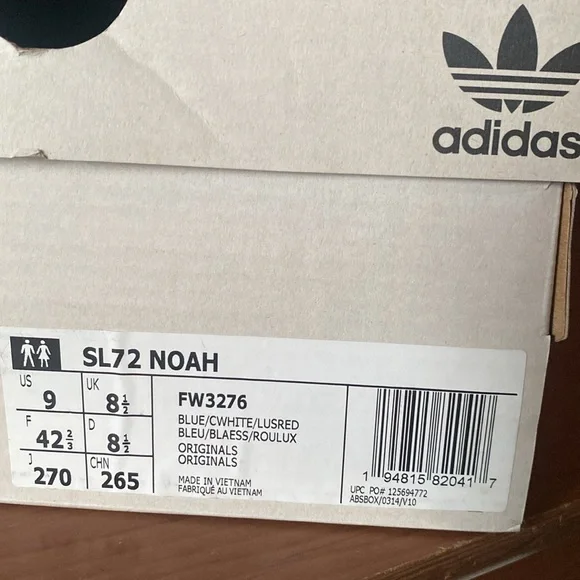 adidas
SL72 NOAH
US 9 UK 8½
F 42⅔ D 8½
J 270 CHN 265
FW3276
BLUE/CWHITE/LUSRED
BLEU/BLAESS/ROULUX
ORIGINALS
ORIGINALS
MADE IN VIETNAM
FABRIQUÉ AU VIETNAM
1 94815 82041 7
UPC PO# 125694772
ABSBOX/0314/V10